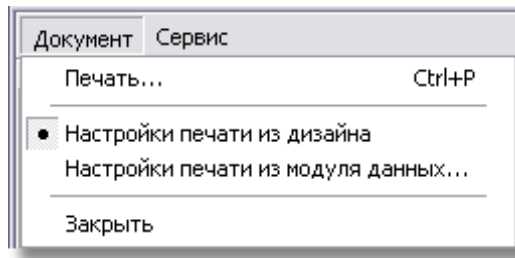 Документ Сервис
Печать... Ctrl+P
Настройки печати из дизайна
Настройки печати из модуля данных...
Закрыть